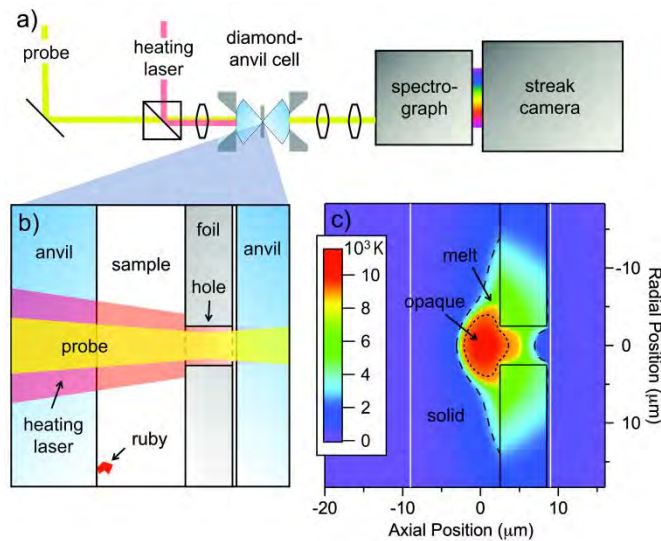 a)
probe
heating
laser
diamond-
anvil cell
spectro-
graph
streak
camera
b)
anvil
sample
foil
anvil
hole
probe
heating
laser
ruby
c)
10³ K
10
8
6
4
2
0
melt
opaque
solid
-10
0
10
Radial Position (μm)
-20
-10
0
10
Axial Position (μm)